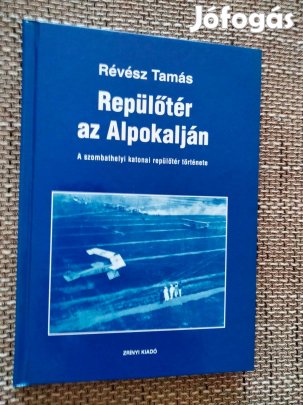 Jófogás
Révész Tamás
Repülőtér
az Alpokalján
A szombathelyi katonai repülőtér története
ZRÍNYI KIADÓ